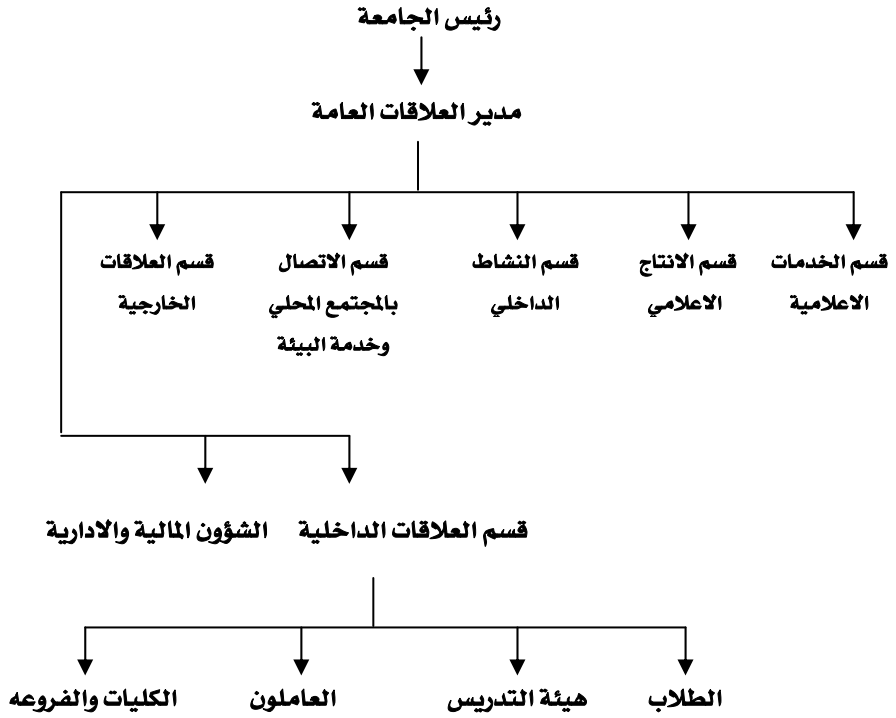 رئيس الجامعة
مدير العلاقات العامة
قسم الخدمات
الاعلامية
قسم الانتاج
الاعلامي
قسم النشاط
الداخلي
قسم الاتصال
بالمجتمع المحلي
وخدمة البيئة
قسم العلاقات
الخارجية
قسم العلاقات الداخلية
الشؤون المالية والادارية
الطلاب
هيئة التدريس
العاملون
الكليات والفروعه